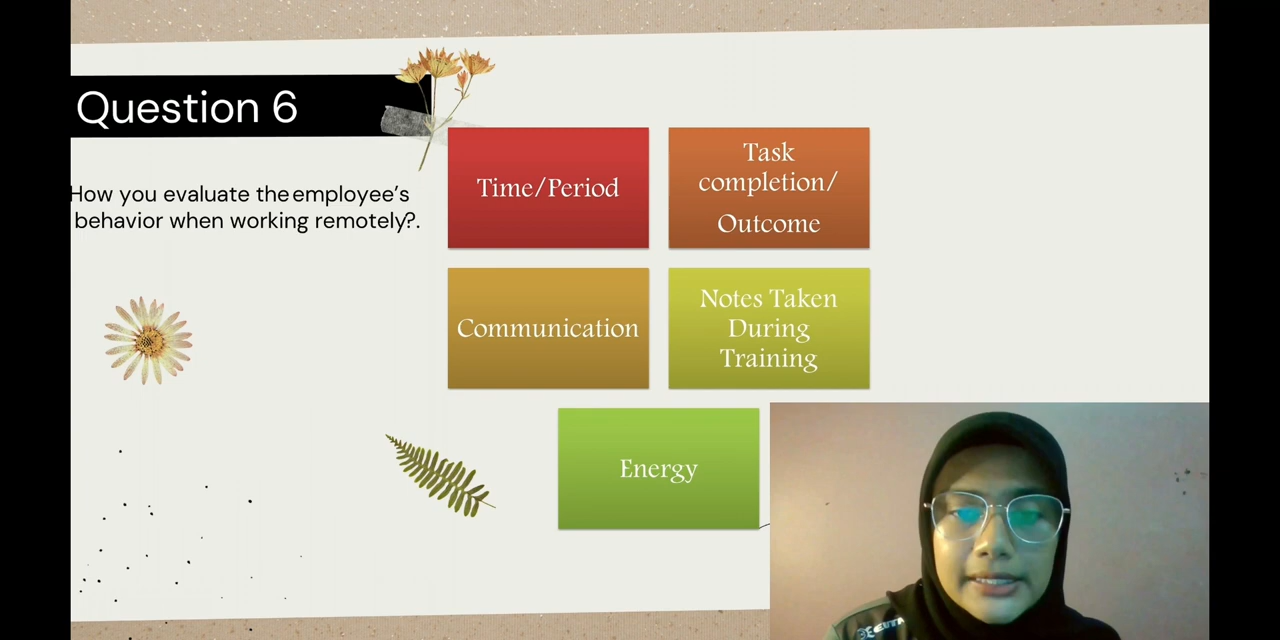 Question 6
How you evaluate the employee's
behavior when working remotely?.
Time/Period
Task
completion/
Outcome
Communication
Notes Taken
During
Training
Energy